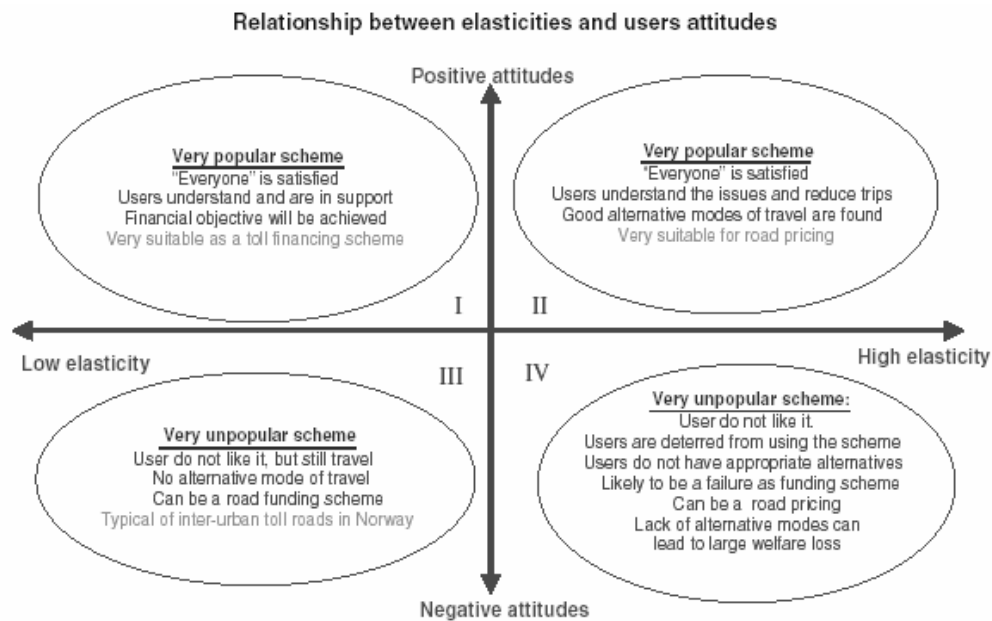 Relationship between elasticities and users attitudes
Positive attitudes
Very popular scheme
"Everyone" is satisfied
Users understand and are in support
Financial objective will be achieved
Very suitable as a toll financing scheme
Very popular scheme
"Everyone" is satisfied
Users understand the issues and reduce trips
Good alternative modes of travel are found
Very suitable for road pricing
I
II
Low elasticity
High elasticity
III
IV
Very unpopular scheme
User do not like it, but still travel
No alternative mode of travel
Can be a road funding scheme
Typical of inter-urban toll roads in Norway
Very unpopular scheme:
User do not like it.
Users are deterred from using the scheme
Users do not have appropriate alternatives
Likely to be a failure as funding scheme
Can be a road pricing
Lack of alternative modes can
lead to large welfare loss
Negative attitudes